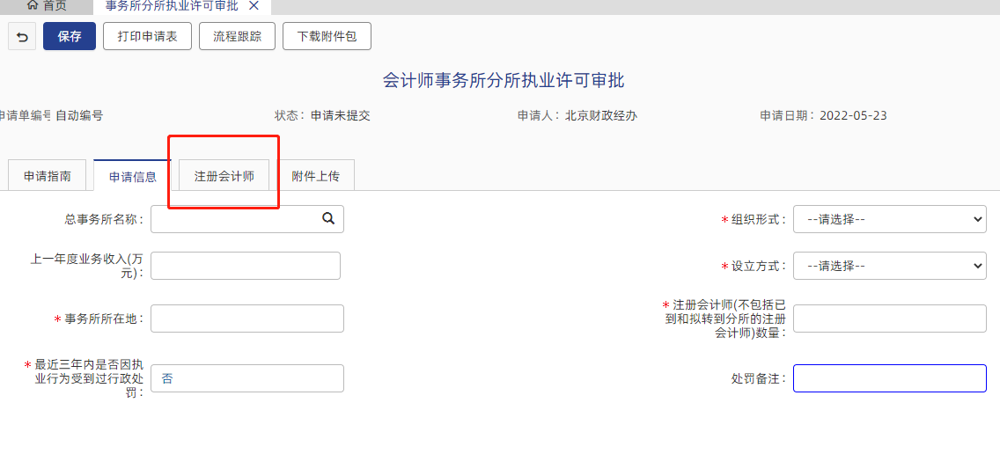 首页 事务所分所执业许可审批
保存 打印申请表 流程跟踪 下载附件包
会计师事务所分所执业许可审批
申请单编号 自动编号 状态：申请未提交 申请人：北京财政经办 申请日期：2022-05-23
申请指南 申请信息 注册会计师 附件上传
总事务所名称： *组织形式： --请选择--
上一年度业务收入(万
元)：
*设立方式： --请选择--
*事务所所在地：
*注册会计师(不包括已
到和拟转到分所的注册
会计师)数量：
*最近三年内是否因执
业行为受到过行政处
罚：
否
处罚备注：